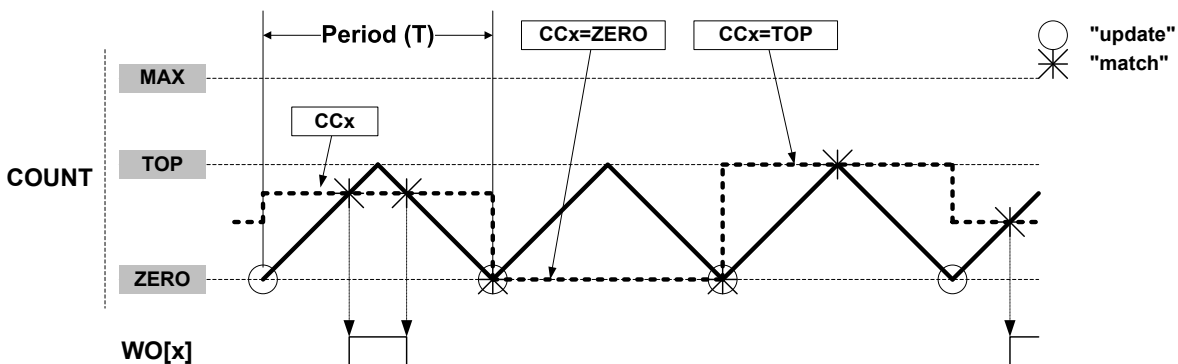 Period (T)
CCx=ZERO
CCx=TOP
"update"
"match"
MAX
CCx
TOP
COUNT
ZERO
WO[x]